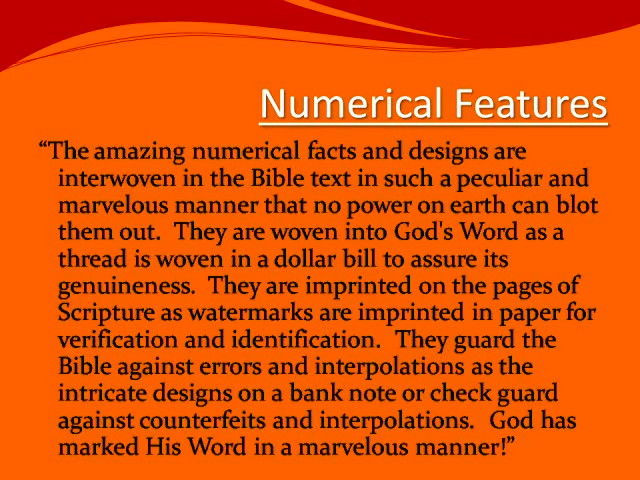 Numerical Features
“The amazing numerical facts and designs are
interwoven in the Bible text in such a peculiar and
marvelous manner that no power on earth can blot
them out.  They are woven into God's Word as a
thread is woven in a dollar bill to assure its
genuineness.  They are imprinted on the pages of
Scripture as watermarks are imprinted in paper for
verification and identification.  They guard the
Bible against errors and interpolations as the
intricate designs on a bank note or check guard
against counterfeits and interpolations.  God has
marked His Word in a marvelous manner!”